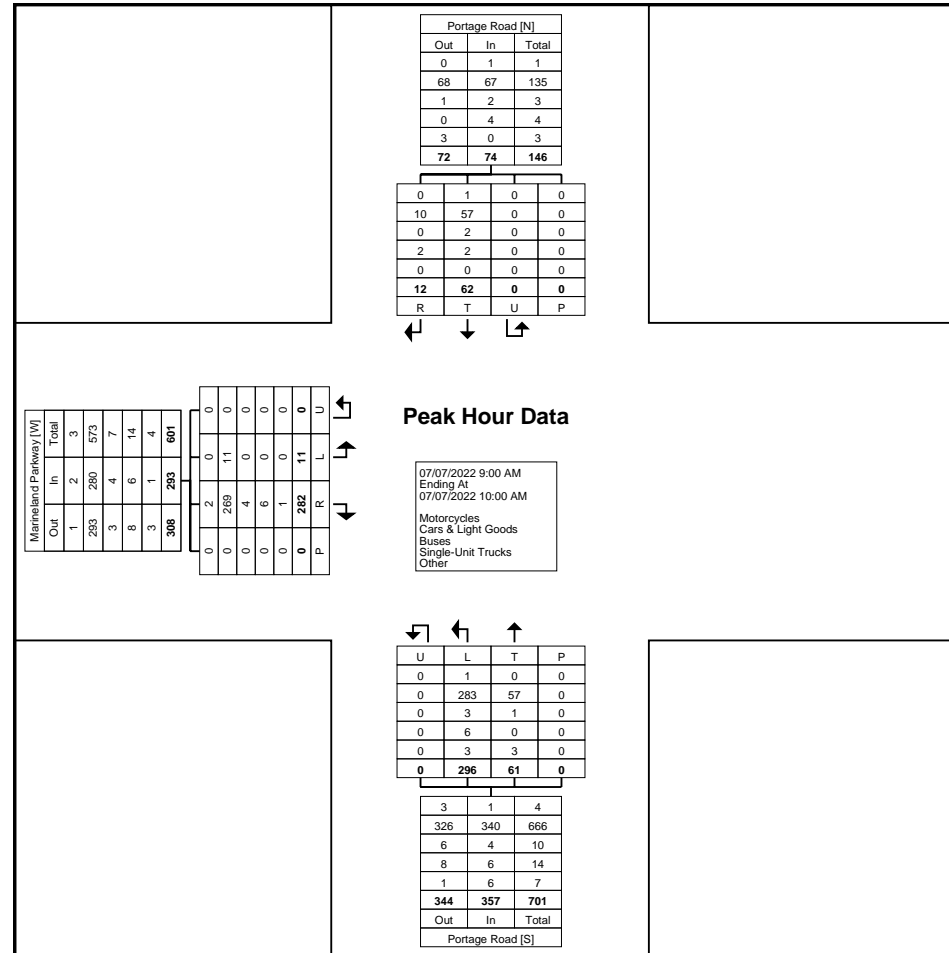 Portage Road [N]
Out In Total
0 1 1
68 67 135
1 2 3
0 4 4
3 0 3
72 74 146
0 1 0 0
10 57 0 0
0 2 0 0
2 2 0 0
0 0 0 0
12 62 0 0
R T U P
Marineland Parkway [W]
Out In Total
1 2 3
293 280 573
3 4 7
8 6 14
3 1 4
308 293 601
0 2 0 0
0 269 11 0
0 4 0 0
0 6 0 0
0 1 0 0
0 282 11 0
P R L U
Peak Hour Data
07/07/2022 9:00 AM
Ending At
07/07/2022 10:00 AM
Motorcycles
Cars & Light Goods
Buses
Single-Unit Trucks
Other
U L T P
0 1 0 0
0 283 57 0
0 3 1 0
0 6 0 0
0 3 3 0
0 296 61 0
3 1 4
326 340 666
6 4 10
8 6 14
1 6 7
344 357 701
Out In Total
Portage Road [S]